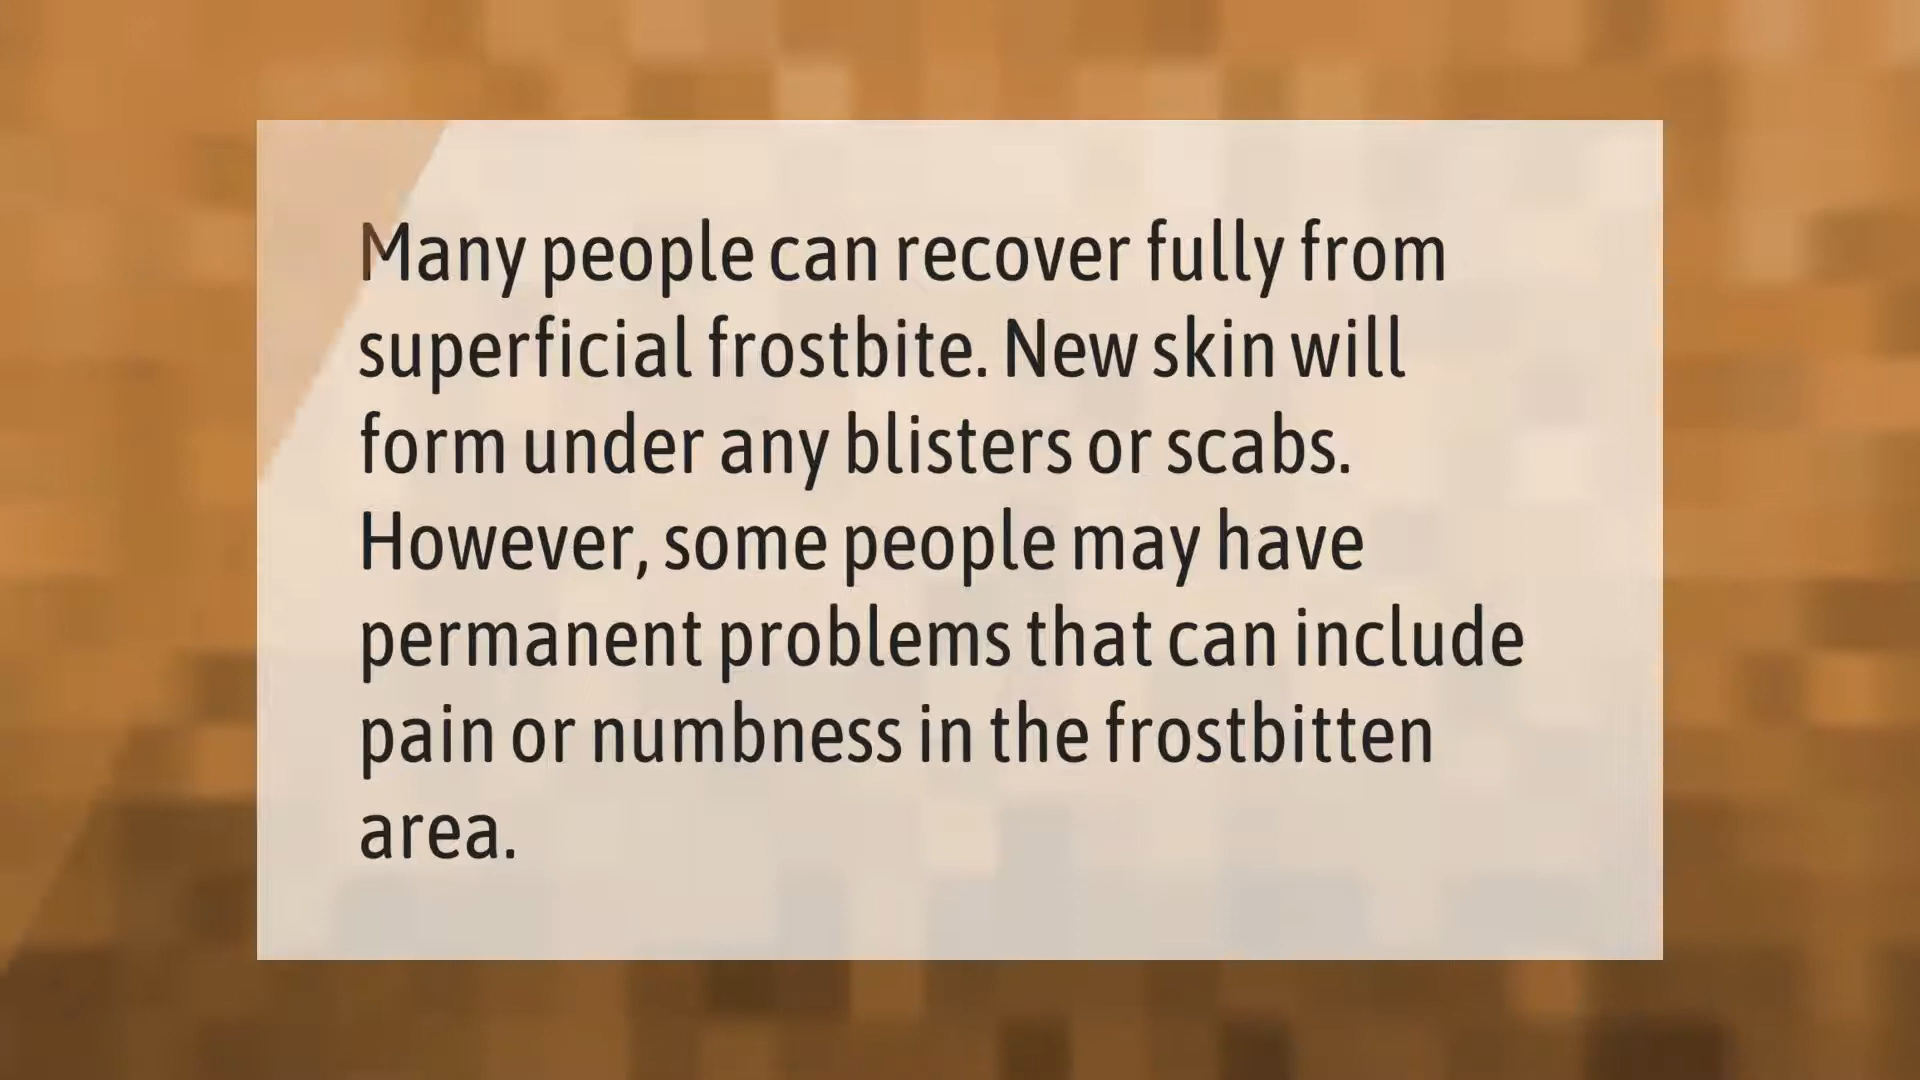 Many people can recover fully from
superficial frostbite. New skin will
form under any blisters or scabs.
However, some people may have
permanent problems that can include
pain or numbness in the frostbitten
area.